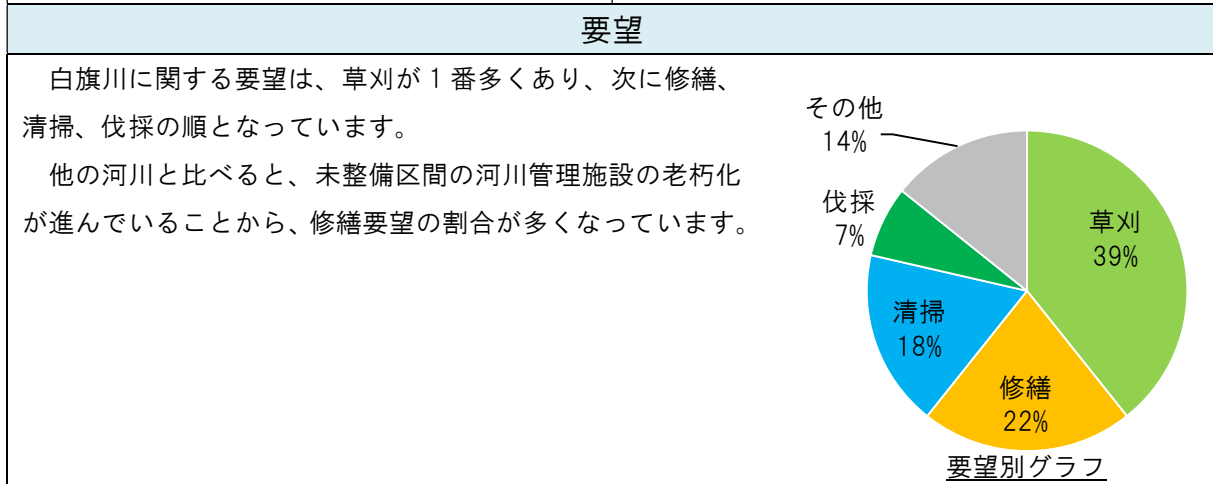 要望
白旗川に関する要望は、草刈が1番多くあり、次に修繕、
清掃、伐採の順となっています。
他の河川と比べると、未整備区間の河川管理施設の老朽化
が進んでいることから、修繕要望の割合が多くなっています。
その他
14%
伐採
7%
草刈
39%
清掃
18%
修繕
22%
要望別グラフ